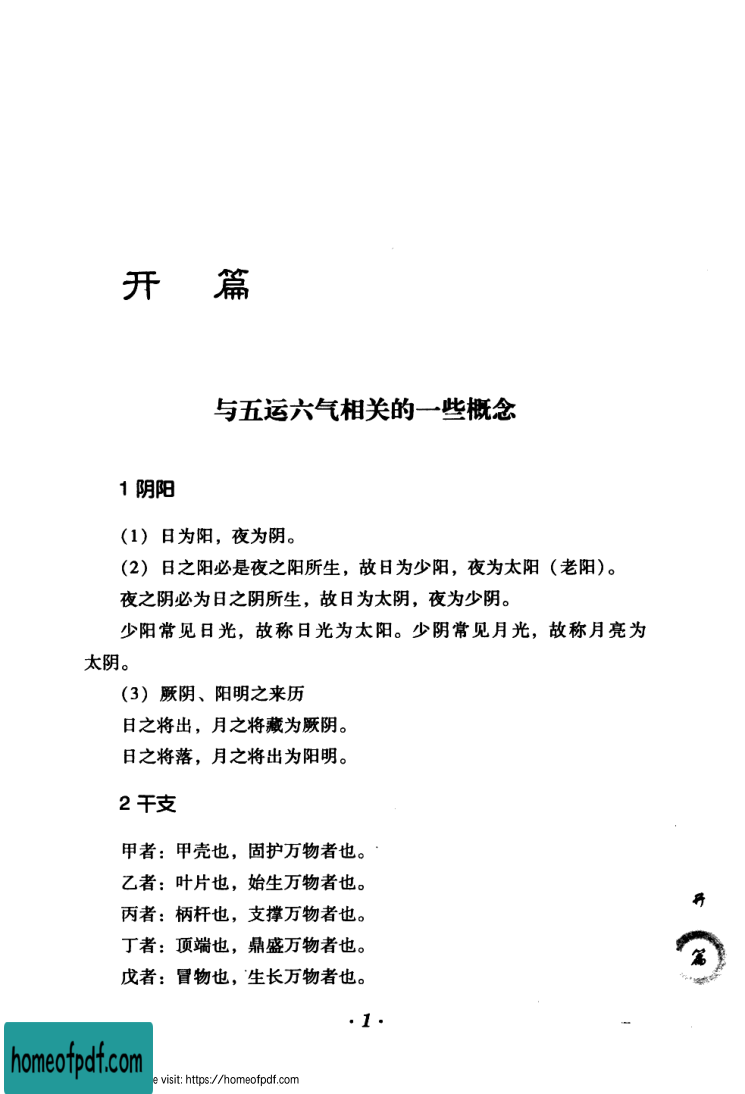 开 篇
与五运六气相关的一些概念
1 阴阳
（1）日为阳，夜为阴。
（2）日之阳必是夜之阳所生，故日为少阳，夜为太阳（老阳）。
夜之阴必为日之阴所生，故日为太阴，夜为少阴。
少阳常见日光，故称日光为太阳。少阴常见月光，故称月亮为
太阴。
（3）厥阴、阳明之来历
日之将出，月之将藏为厥阴。
日之将落，月之将出为阳明。
2 干支
甲者：甲壳也，固护万物者也。
乙者：叶片也，始生万物者也。
丙者：柄杆也，支撑万物者也。
丁者：顶端也，鼎盛万物者也。
戊者：冒物也，生长万物者也。
开
篇
· 1 ·
homeofpdf.com
e visit: https://homeofpdf.com